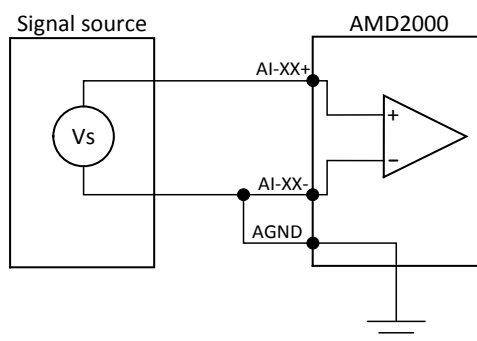 Signal source
AMD2000
AI-XX+
Vs
+
-
AI-XX-
AGND